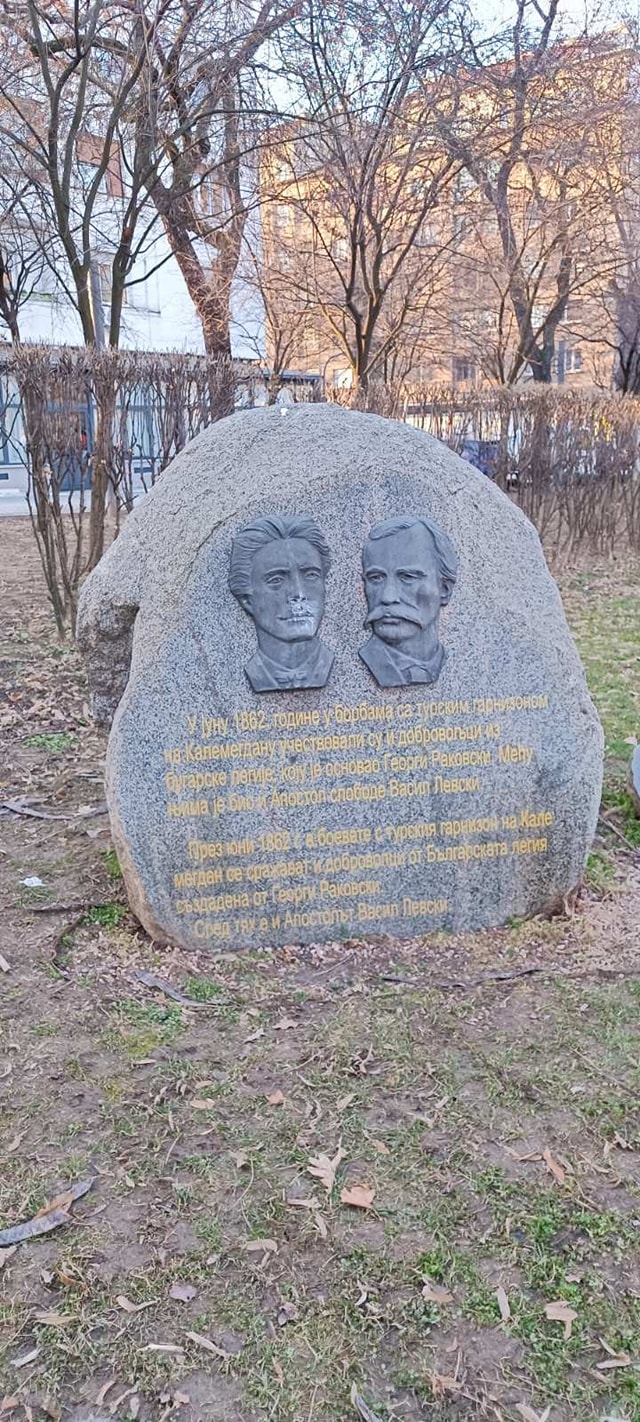 У јуну 1862. године у борбама са турским гарнизоном
на Калемегдану учествовали су и добровољци из
бугарске легије, коју је основао Георги Раковски. Међу
њима је био и Апостол слободе Васил Левски.
През юни 1862 г. в боевате с турския гарнизон на Кале
мегдан се сражават и доброволци от Българската легия
създадена от Георги Раковски.
Сред тях е и Апостолът Васил Левски.